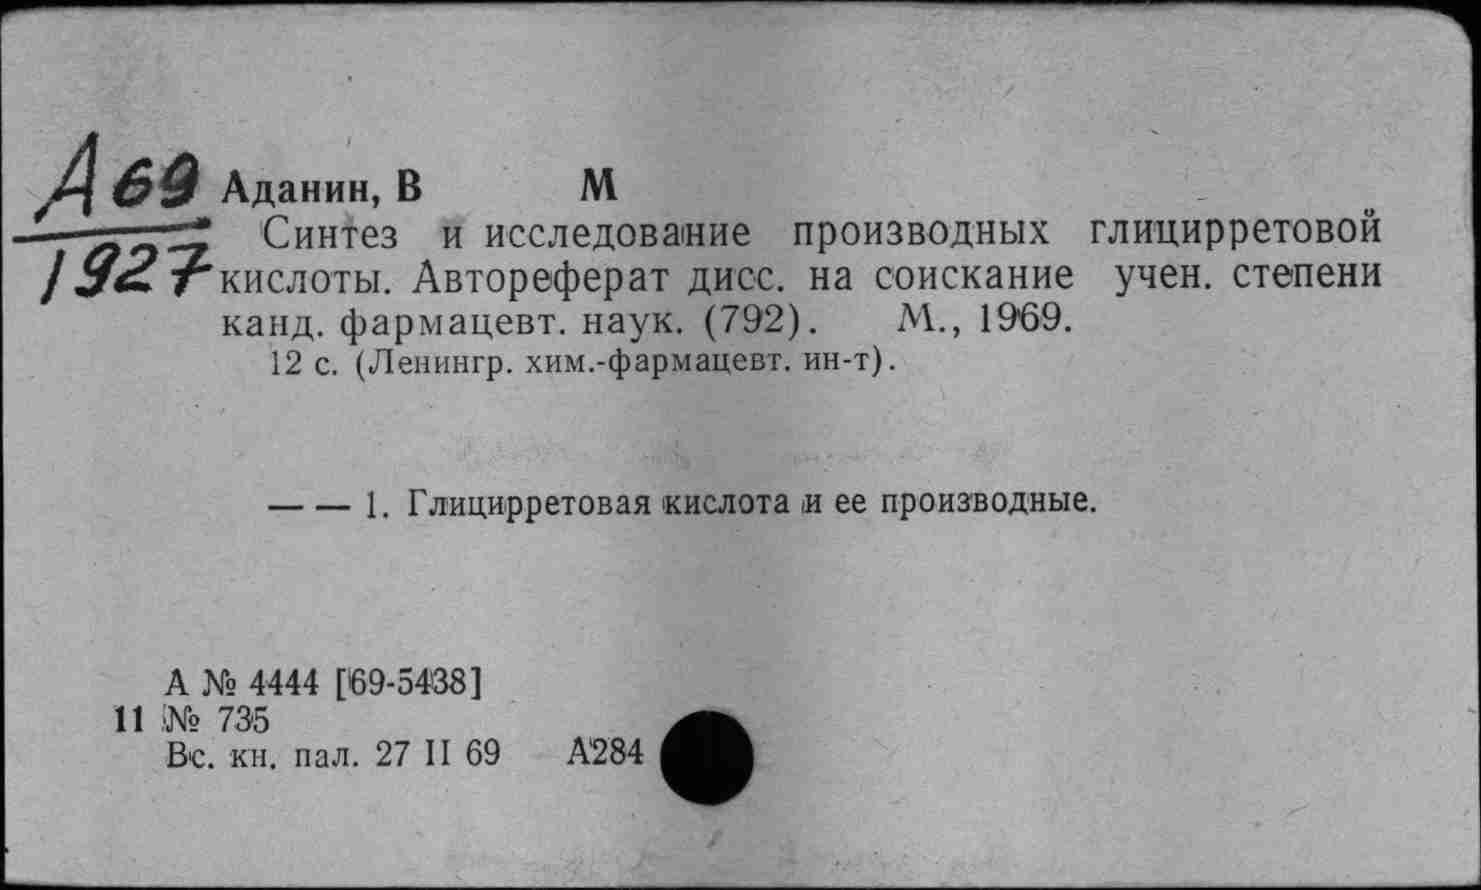 А69
1927
Аданин, В М
Синтез и исследование производных глицирретовой
кислоты. Автореферат дисс. на соискание учен. степени
канд. фармацевт. наук. (792). М., 1969.
12 с. (Ленингр. хим.-фармацевт. ин-т).
— — 1. Глицирретовая кислота и ее производные.
А № 4444 [69-5438]
11 № 735
Вс. кн. пал. 27 II 69 А284